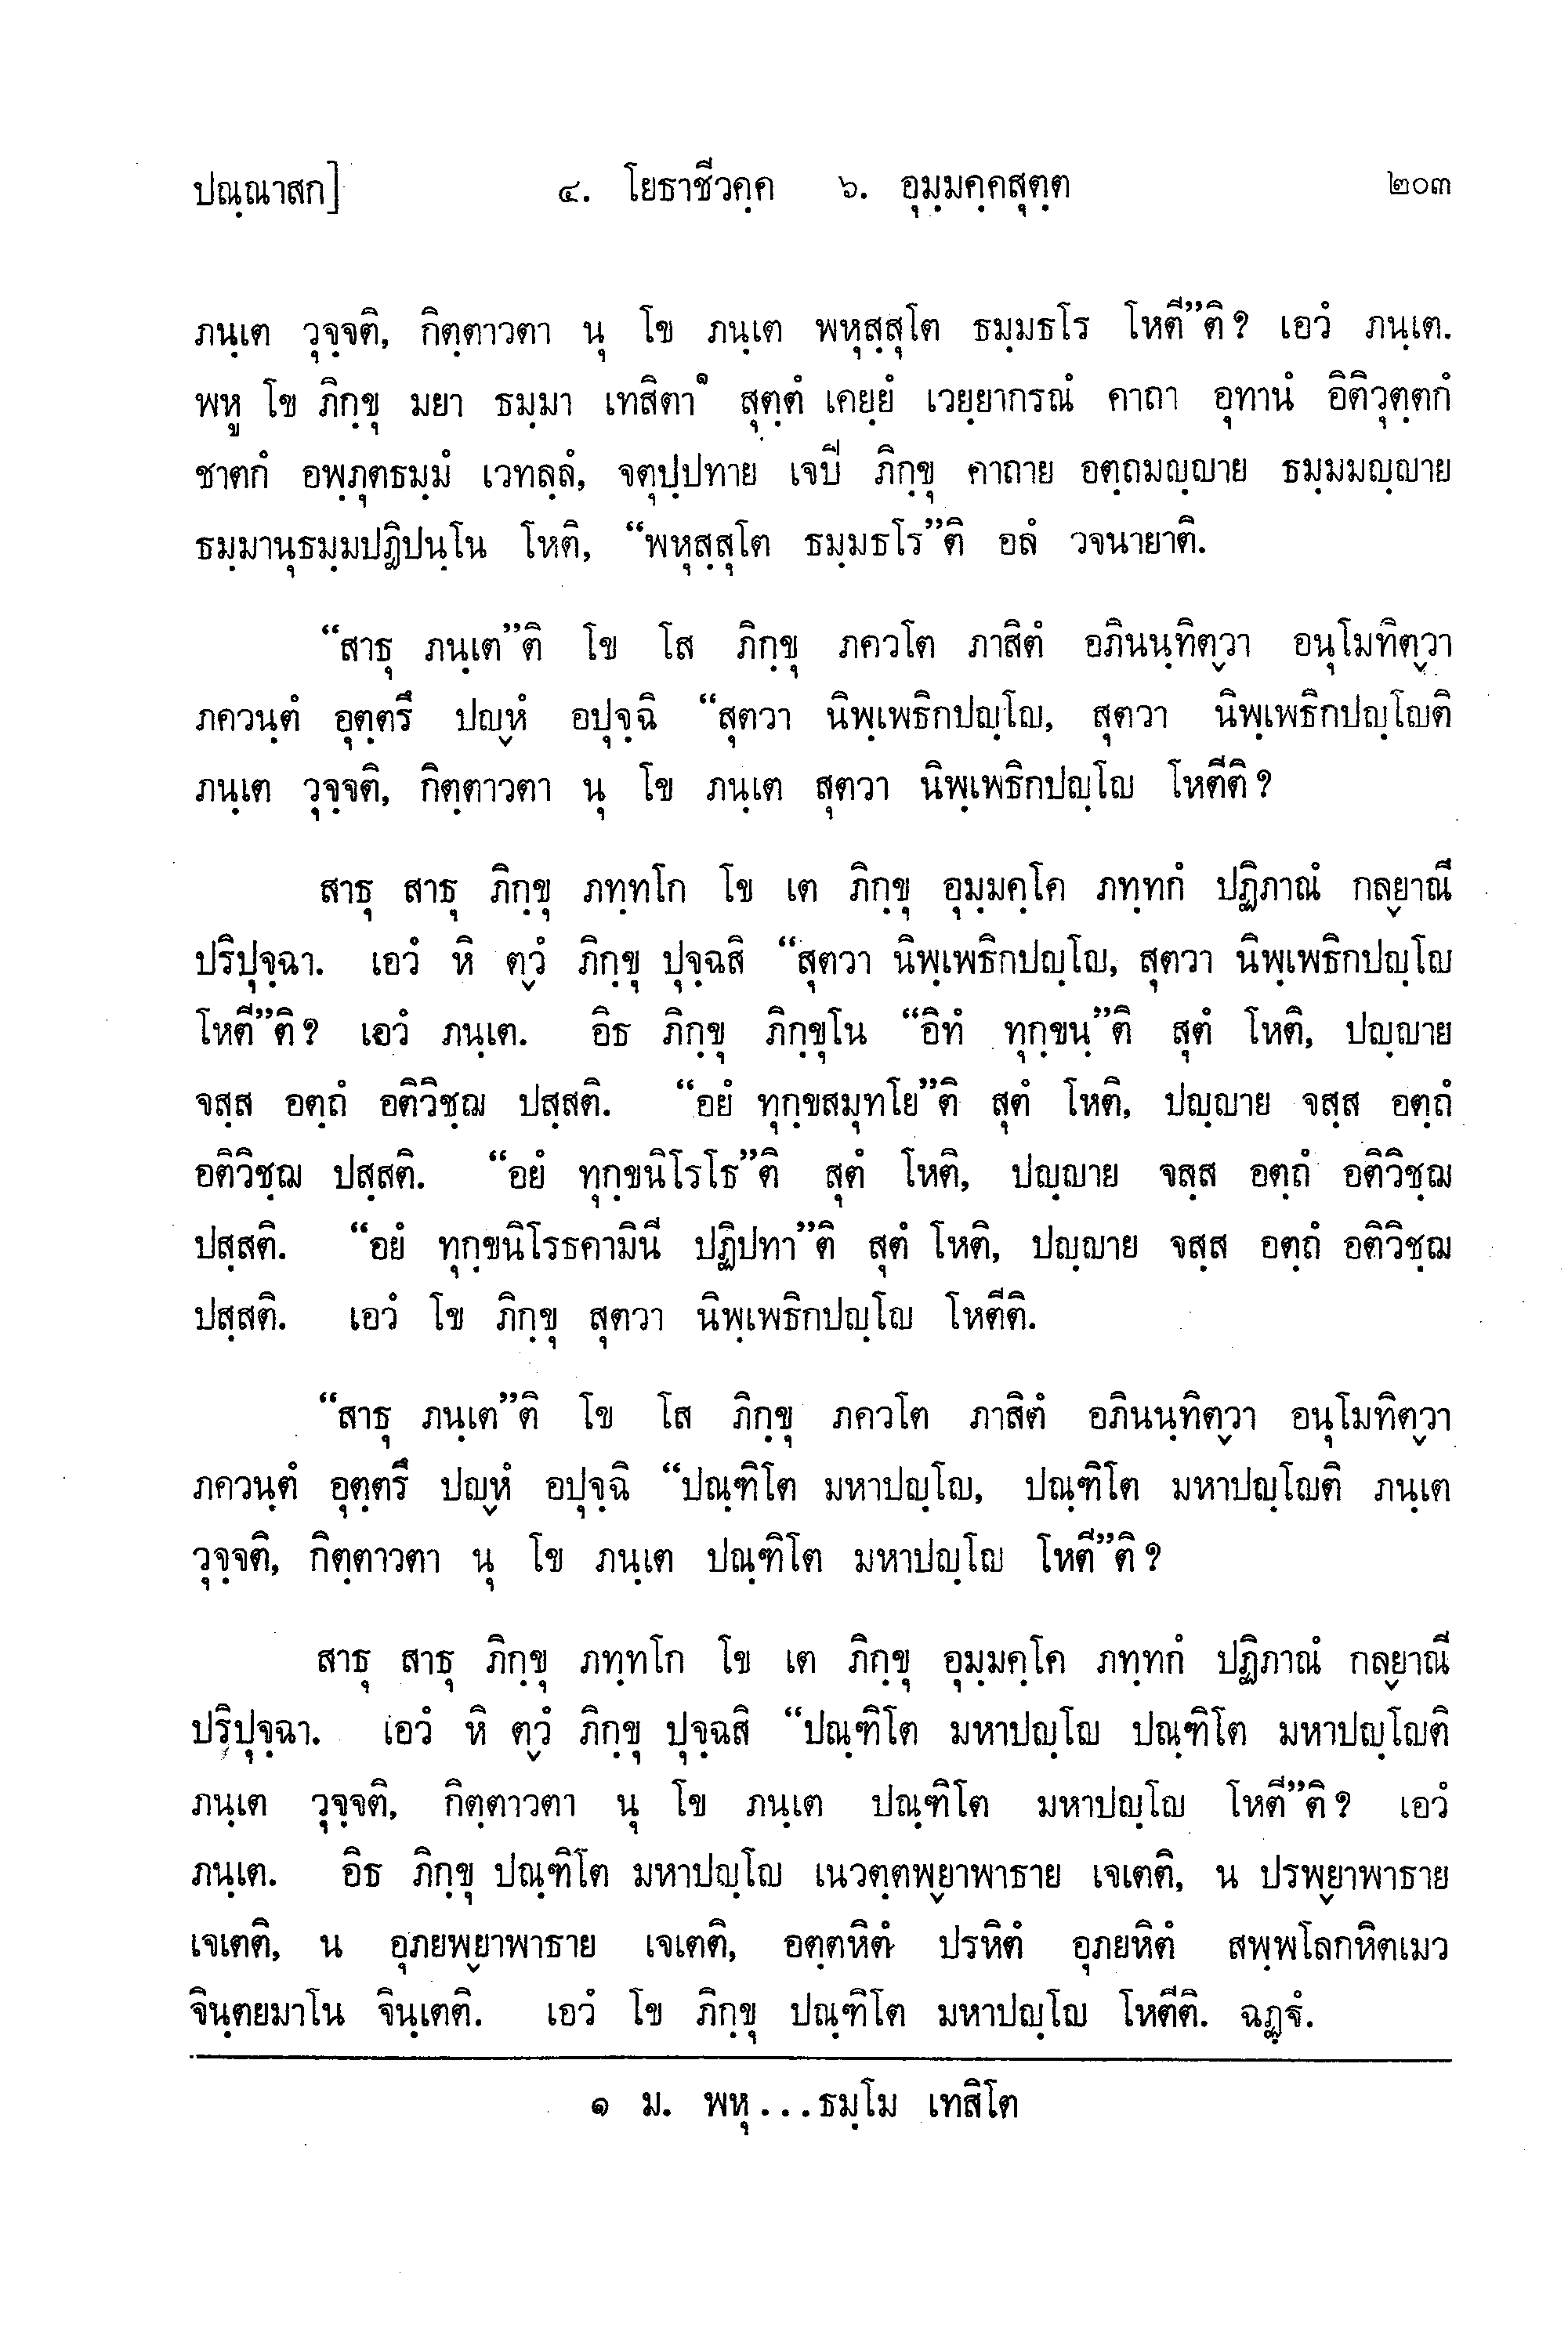 ปณฺณาสก] ๔. โยธาชีวคฺค ๖. อุมฺมคฺคสุตฺต ๒๐๓
ภนฺเต วุจฺจติ, กิตฺตาวตา นุ โข ภนฺเต พหุสฺสุโต ธมฺมธโร โหตี”ติ? เอวํ ภนฺเต.
พหู โข ภิกฺขุ มยา ธมฺมา เทสิตา๑ สุตฺตํ เคยฺยํ เวยฺยากรณํ คาถา อุทานํ อิติวุตฺตกํ
ชาตกํ อพฺภุตธมฺมํ เวทลฺลํ, จตุปฺปทาย เจปิ ภิกฺขุ คาถาย อตฺถมญฺญาย ธมฺมมญฺญาย
ธมฺมานุธมฺมปฏิปนฺโน โหติ, “พหุสฺสุโต ธมฺมธโร”ติ อลํ วจนายาติ.
“สาธุ ภนฺเต”ติ โข โส ภิกฺขุ ภควโต ภาสิตํ อภินนฺทิตฺวา อนุโมทิตฺวา
ภควนฺตํ อุตฺตรึ ปญฺหํ อปุจฺฉิ “สุตวา นิพฺเพธิกปญฺโญ, สุตวา นิพฺเพธิกปญฺโญติ
ภนฺเต วุจฺจติ, กิตฺตาวตา นุ โข ภนฺเต สุตวา นิพฺเพธิกปญฺโญ โหตีติ?
สาธุ สาธุ ภิกฺขุ ภทฺทโก โข เต ภิกฺขุ อุมฺมคฺโค ภทฺทกํ ปฏิภาณํ กลฺยาณี
ปริปุจฺฉา. เอวํ หิ ตฺวํ ภิกฺขุ ปุจฺฉสิ “สุตวา นิพฺเพธิกปญฺโญ, สุตวา นิพฺเพธิกปญฺโญ
โหตี”ติ? เอวํ ภนฺเต. อิธ ภิกฺขุ ภิกฺขุโน “อิทํ ทุกฺขนฺ”ติ สุตํ โหติ, ปญฺญาย
จสฺส อตฺถํ อติวิชฺฌ ปสฺสติ. “อยํ ทุกฺขสมุทโย”ติ สุตํ โหติ, ปญฺญาย จสฺส อตฺถํ
อติวิชฺฌ ปสฺสติ. “อยํ ทุกฺขนิโรโธ”ติ สุตํ โหติ, ปญฺญาย จสฺส อตฺถํ อติวิชฺฌ
ปสฺสติ. “อยํ ทุกฺขนิโรธคามินี ปฏิปทา”ติ สุตํ โหติ, ปญฺญาย จสฺส อตฺถํ อติวิชฺฌ
ปสฺสติ. เอวํ โข ภิกฺขุ สุตวา นิพฺเพธิกปญฺโญ โหตีติ.
“สาธุ ภนฺเต”ติ โข โส ภิกฺขุ ภควโต ภาสิตํ อภินนฺทิตฺวา อนุโมทิตฺวา
ภควนฺตํ อุตฺตรึ ปญฺหํ อปุจฺฉิ “ปณฺฑิโต มหาปญฺโญ, ปณฺฑิโต มหาปญฺโญติ ภนฺเต
วุจฺจติ, กิตฺตาวตา นุ โข ภนฺเต ปณฺฑิโต มหาปญฺโญ โหตี”ติ?
สาธุ สาธุ ภิกฺขุ ภทฺทโก โข เต ภิกฺขุ อุมฺมคฺโค ภทฺทกํ ปฏิภาณํ กลฺยาณี
ปริปุจฺฉา. เอวํ หิ ตฺวํ ภิกฺขุ ปุจฺฉสิ “ปณฺฑิโต มหาปญฺโญ ปณฺฑิโต มหาปญฺโญติ
ภนฺเต วุจฺจติ, กิตฺตาวตา นุ โข ภนฺเต ปณฺฑิโต มหาปญฺโญ โหตี”ติ? เอวํ
ภนฺเต. อิธ ภิกฺขุ ปณฺฑิโต มหาปญฺโญ เนวตฺตพฺยาพาธาย เจเตติ, น ปรพฺยาพาธาย
เจเตติ, น อุภยพฺยาพาธาย เจเตติ, อตฺตหิตํ ปรหิตํ อุภยหิตํ สพฺพโลกหิตเมว
จินฺตยมาโน จินฺเตติ. เอวํ โข ภิกฺขุ ปณฺฑิโต มหาปญฺโญ โหตีติ. ฉฏฺฐํ.
๑ ม. พหุ...ธมฺโม เทสิโต